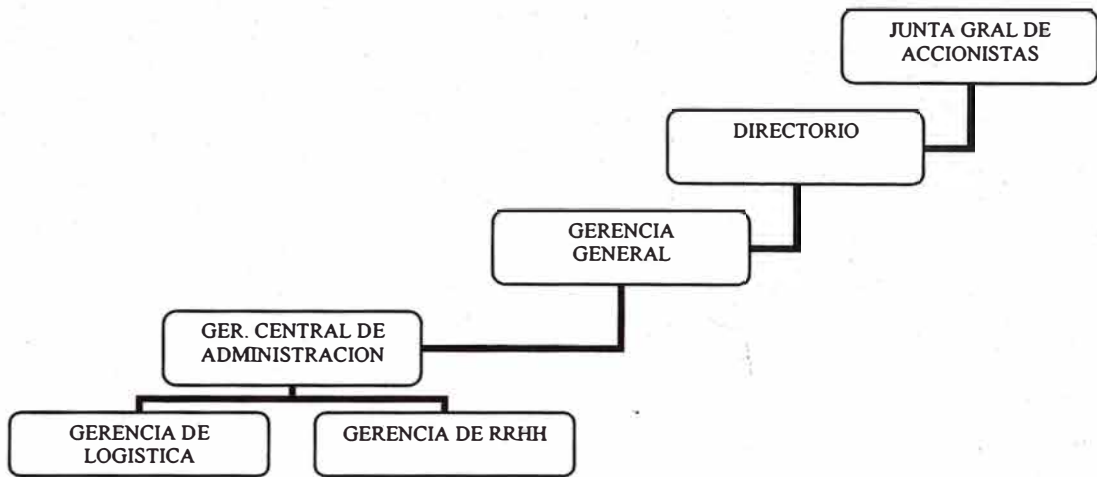 JUNTA GRAL DE
ACCIONISTAS
DIRECTORIO
GERENCIA
GENERAL
GER. CENTRAL DE
ADMINISTRACION
GERENCIA DE
LOGISTICA
GERENCIA DE RRHH